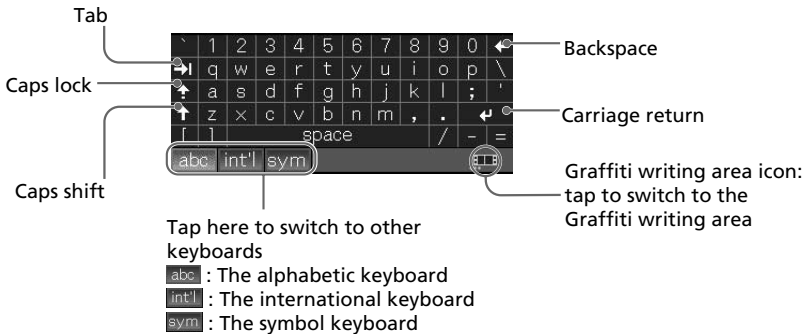 Tab
` 1 2 3 4 5 6 7 8 9 0
Backspace
q w e r t y u i o p \
Caps lock
a s d f g h j k l ; '
z x c v b n m , .
Carriage return
[ ] space / - =
abc int'l sym
Caps shift
Graffiti writing area icon:
tap to switch to the
Graffiti writing area
Tap here to switch to other
keyboards
abc : The alphabetic keyboard
int'l : The international keyboard
sym : The symbol keyboard